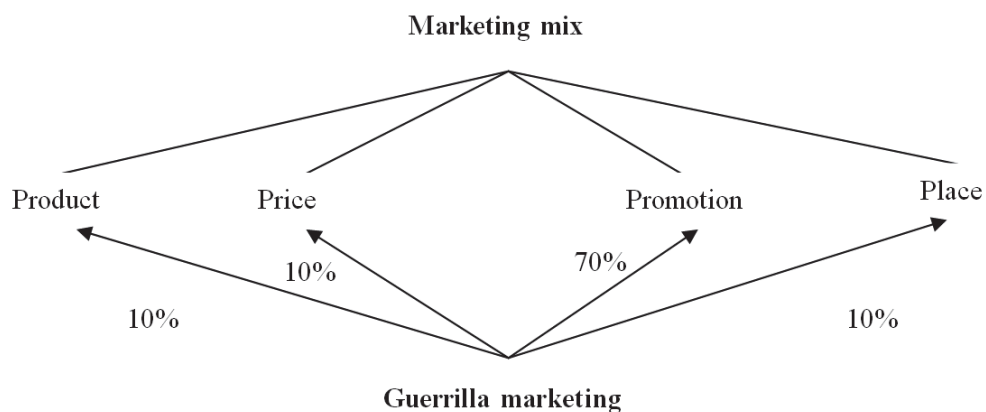 Marketing mix
Product
Price
Promotion
Place
10%
70%
10%
10%
Guerrilla marketing